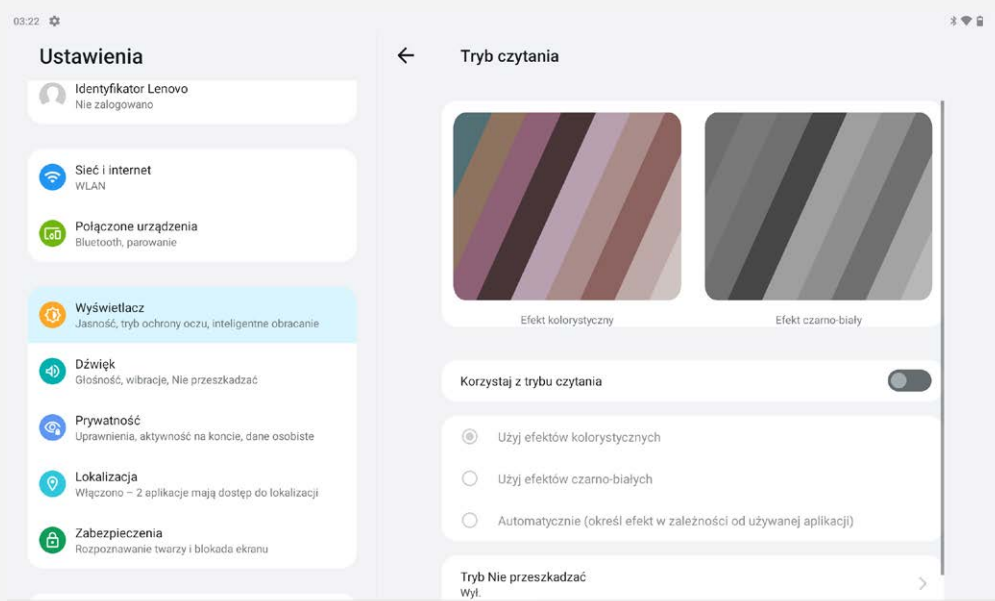 03:22
Ustawienia
Identyfikator Lenovo
Nie zalogowano
Sieć i internet
WLAN
Połączone urządzenia
Bluetooth, parowanie
Wyświetlacz
Jasność, tryb ochrony oczu, inteligentne obracanie
Dźwięk
Głośność, wibracje, Nie przeszkadzać
Prywatność
Uprawnienia, aktywność na koncie, dane osobiste
Lokalizacja
Włączono – 2 aplikacje mają dostęp do lokalizacji
Zabezpieczenia
Rozpoznawanie twarzy i blokada ekranu
Tryb czytania
Efekt kolorystyczny
Efekt czarno-biały
Korzystaj z trybu czytania
Użyj efektów kolorystycznych
Użyj efektów czarno-białych
Automatycznie (określ efekt w zależności od używanej aplikacji)
Tryb Nie przeszkadzać
Wył.